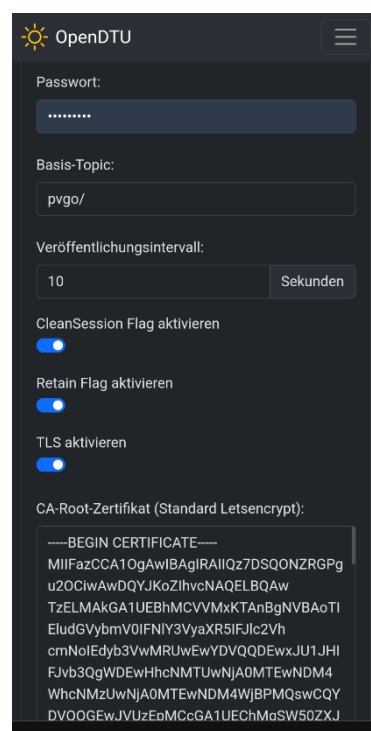 OpenDTU
Passwort:
•••••••••
Basis-Topic:
pvgo/
Veröffentlichungsintervall:
10 Sekunden
CleanSession Flag aktivieren
Retain Flag aktivieren
TLS aktivieren
CA-Root-Zertifikat (Standard Letsencrypt):
-----BEGIN CERTIFICATE-----
MIIFazCCA1OgAwIBAgIRAIIQz7DSQONZRGPg
u2OCiwAwDQYJKoZIhvcNAQELBQAw
TzELMAkGA1UEBhMCVVMxKTAnBgNVBAoTI
EludGVybmV0IFNlY3VyaXR5IFJlc2Vh
cmNoIEdyb3VwMRUwEwYDVQQDEwxJU1JHI
FJvb3QgWDEwHhcNMTUwNjA0MTEwNDM4
WhcNMzUwNjA0MTEwNDM4WjBPMQswCQY
DVQQGEwJVUzEpMCcGA1UEChMgSW50ZXJ